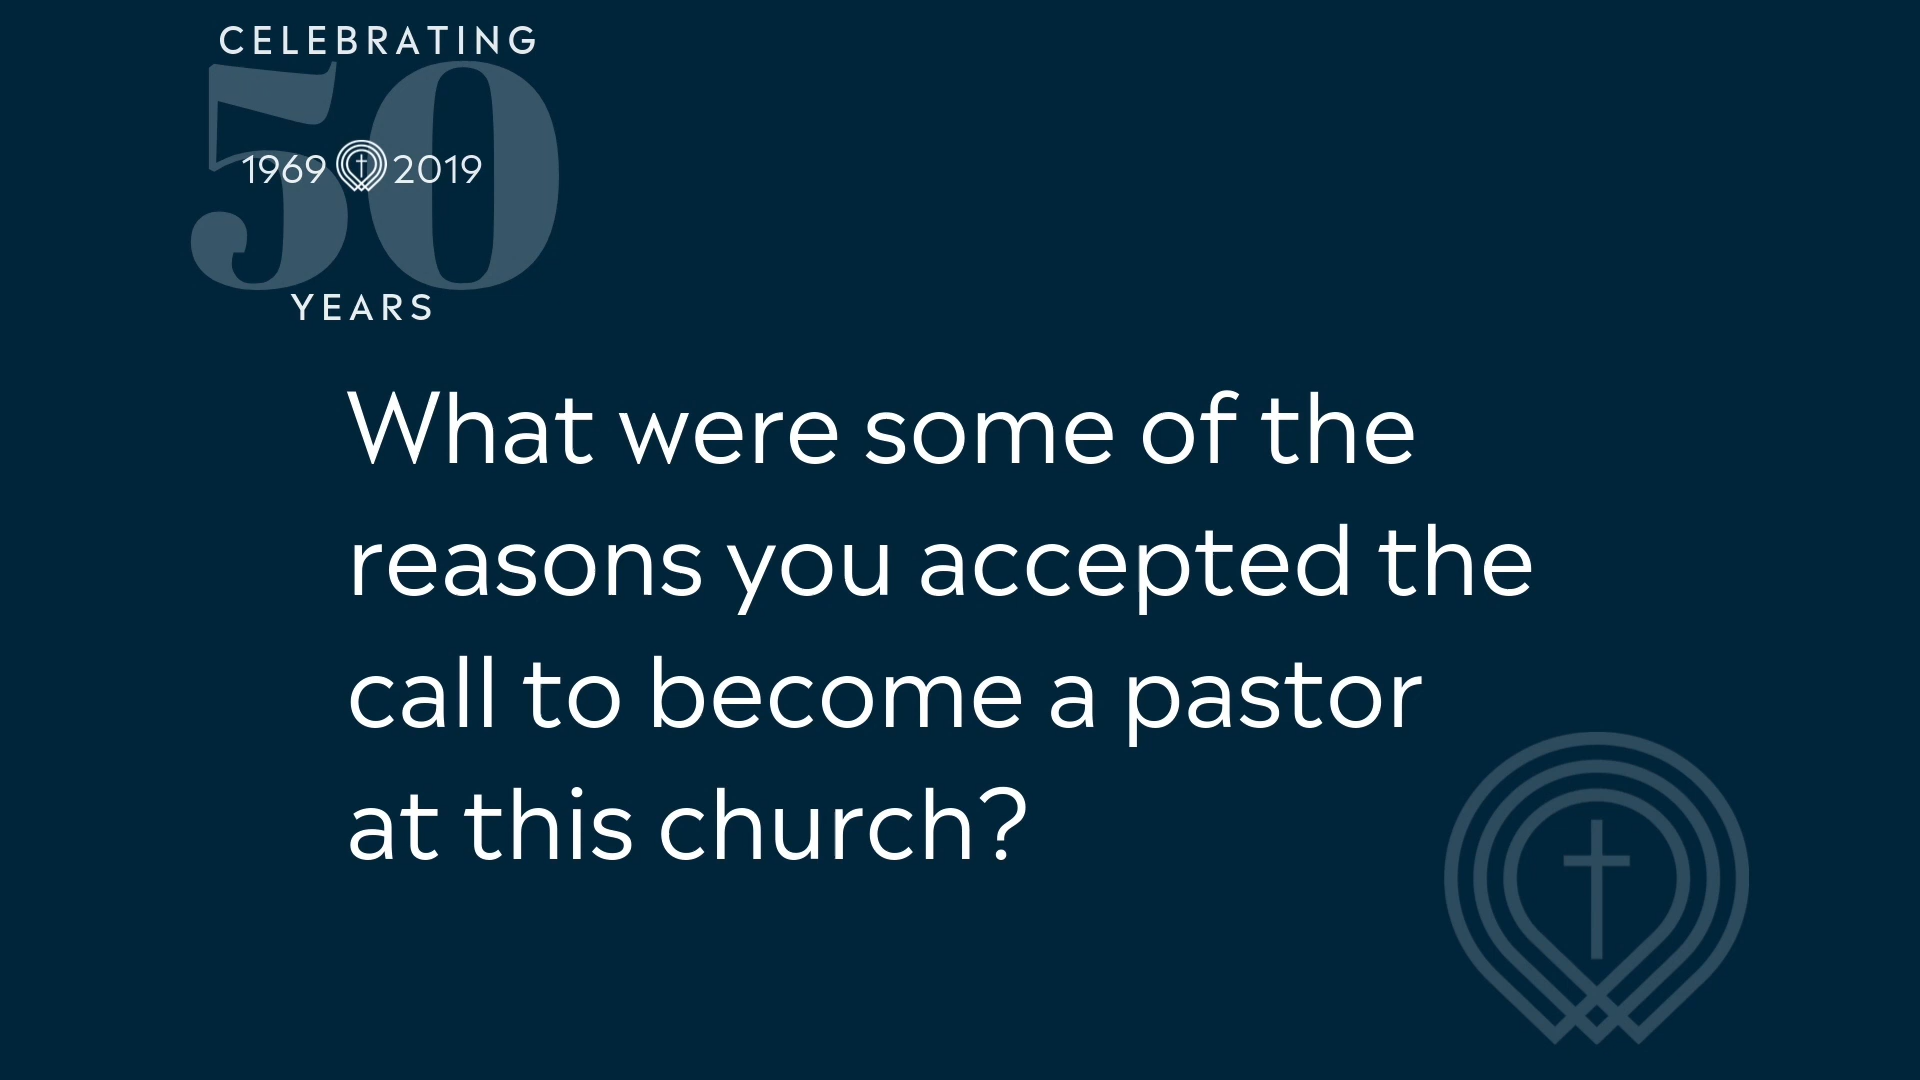 CELEBRATING
50
1969 2019
YEARS
What were some of the
reasons you accepted the
call to become a pastor
at this church?